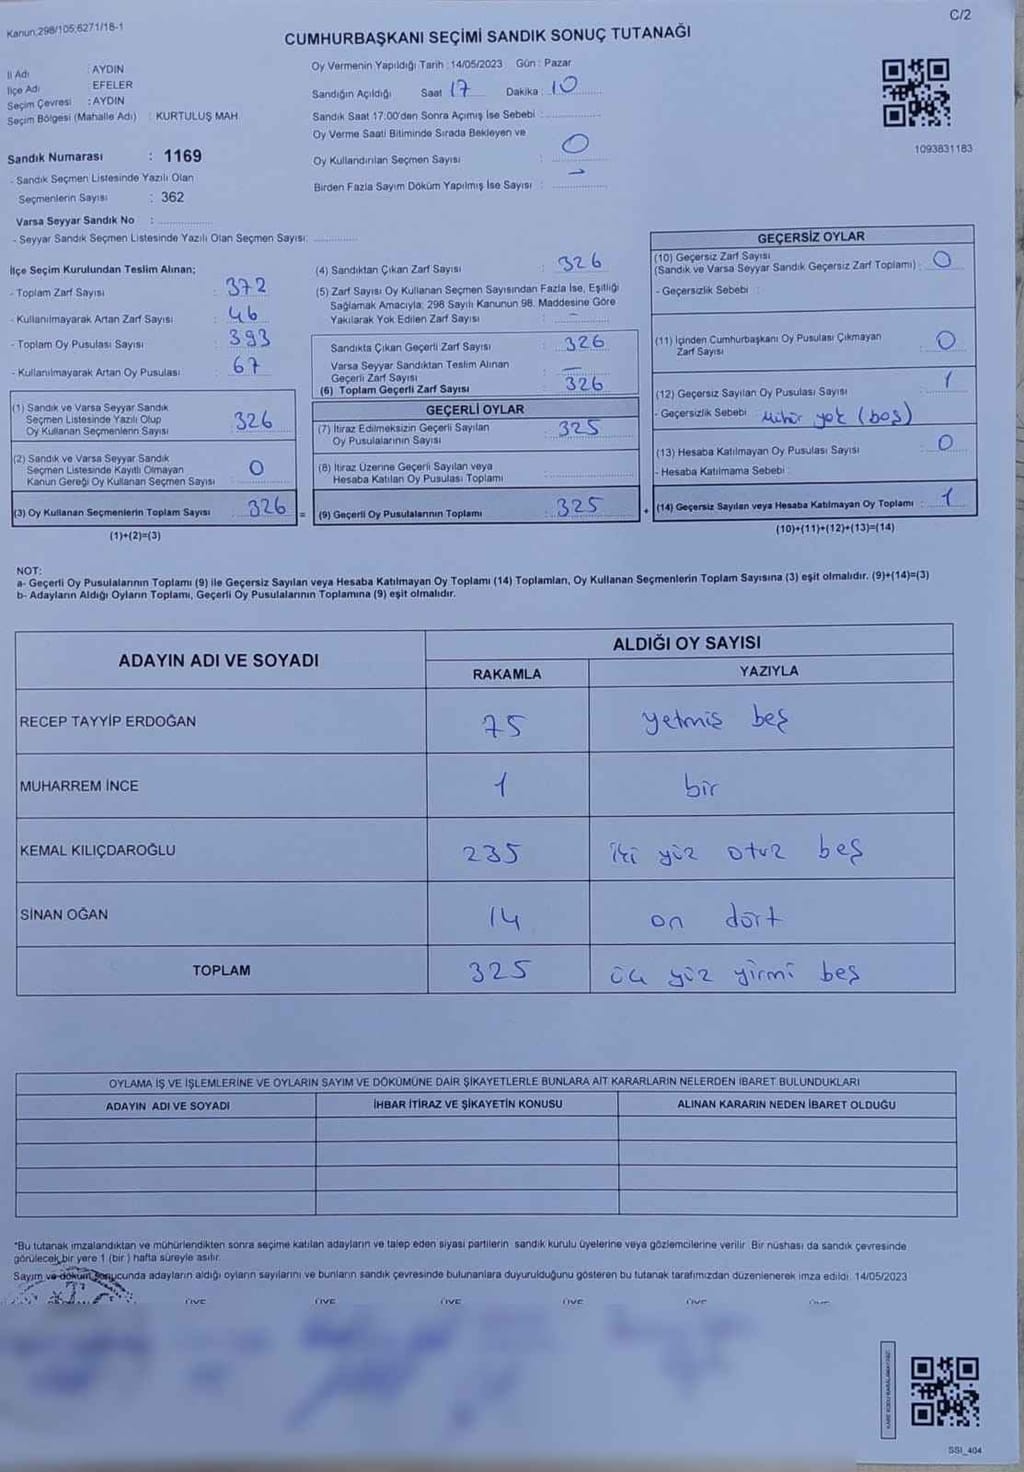 Kanun;298/105;6271/18-1
C/2
CUMHURBAŞKANI SEÇİMİ SANDIK SONUÇ TUTANAĞI
İl Adı : AYDIN
İlçe Adı : EFELER
Seçim Çevresi : AYDIN
Seçim Bölgesi (Mahalle Adı) : KURTULUŞ MAH
Sandık Numarası : 1169
- Sandık Seçmen Listesinde Yazılı Olan
Seçmenlerin Sayısı : 362
Varsa Seyyar Sandık No :
- Seyyar Sandık Seçmen Listesinde Yazılı Olan Seçmen Sayısı:
Oy Vermenin Yapıldığı Tarih : 14/05/2023 Gün : Pazar
Sandığın Açıldığı Saat 17 Dakika : 10
Sandık Saat 17.00'den Sonra Açımış İse Sebebi :
Oy Verme Saati Bitiminde Sırada Bekleyen ve
Oy Kullandırılan Seçmen Sayısı : 0
Birden Fazla Sayım Döküm Yapılmış İse Sayısı : -
1093831183
İlçe Seçim Kurulundan Teslim Alınan;
- Toplam Zarf Sayısı : 372
- Kullanılmayarak Artan Zarf Sayısı : 46
- Toplam Oy Pusulası Sayısı : 393
- Kullanılmayarak Artan Oy Pusulası : 67
(1) Sandık ve Varsa Seyyar Sandık
Seçmen Listesinde Yazılı Olup
Oy Kullanan Seçmenlerin Sayısı 326
(2) Sandık ve Varsa Seyyar Sandık
Seçmen Listesinde Kayıtlı Olmayan
Kanun Gereği Oy Kullanan Seçmen Sayısı 0
(3) Oy Kullanan Seçmenlerin Toplam Sayısı : 326 =
(1)+(2)=(3)
(4) Sandıktan Çıkan Zarf Sayısı : 326
(5) Zarf Sayısı Oy Kullanan Seçmen Sayısından Fazla İse, Eşitliği
Sağlamak Amacıyla; 298 Sayılı Kanunun 98. Maddesine Göre
Yakılarak Yok Edilen Zarf Sayısı : -
Sandıkta Çıkan Geçerli Zarf Sayısı : 326
Varsa Seyyar Sandıktan Teslim Alınan
Geçerli Zarf Sayısı : -
(6) Toplam Geçerli Zarf Sayısı : 326
GEÇERLİ OYLAR
(7) İtiraz Edilmeksizin Geçerli Sayılan
Oy Pusulalarının Sayısı : 325
(8) İtiraz Üzerine Geçerli Sayılan veya
Hesaba Katılan Oy Pusulası Toplamı :
(9) Geçerli Oy Pusulalarının Toplamı : 325 +
GEÇERSİZ OYLAR
(10) Geçersiz Zarf Sayısı
(Sandık ve Varsa Seyyar Sandık Geçersiz Zarf Toplamı) : 0
- Geçersizlik Sebebi :
(11) İçinden Cumhurbaşkanı Oy Pusulası Çıkmayan
Zarf Sayısı : 0
(12) Geçersiz Sayılan Oy Pusulası Sayısı : 1
- Geçersizlik Sebebi : Mühür yok (boş)
(13) Hesaba Katılmayan Oy Pusulası Sayısı : 0
- Hesaba Katılmama Sebebi :
(14) Geçersiz Sayılan veya Hesaba Katılmayan Oy Toplamı : 1
(10)+(11)+(12)+(13)=(14)
NOT:
a- Geçerli Oy Pusulalarının Toplamı (9) ile Geçersiz Sayılan veya Hesaba Katılmayan Oy Toplamı (14) Toplamları, Oy Kullanan Seçmenlerin Toplam Sayısına (3) eşit olmalıdır. (9)+(14)=(3)
b- Adayların Aldığı Oyların Toplamı, Geçerli Oy Pusulalarının Toplamına (9) eşit olmalıdır.
ADAYIN ADI VE SOYADI
ALDIĞI OY SAYISI
RAKAMLA YAZIYLA
RECEP TAYYİP ERDOĞAN 75 yetmiş beş
MUHARREM İNCE 1 bir
KEMAL KILIÇDAROĞLU 235 iki yüz otuz beş
SİNAN OĞAN 14 on dört
TOPLAM 325 üç yüz yirmi beş
OYLAMA İŞ VE İŞLEMLERİNE VE OYLARIN SAYIM VE DÖKÜMÜNE DAİR ŞİKAYETLERLE BUNLARA AİT KARARLARIN NELERDEN İBARET BULUNDUKLARI
ADAYIN ADI VE SOYADI İHBAR İTİRAZ VE ŞİKAYETİN KONUSU ALINAN KARARIN NEDEN İBARET OLDUĞU
*Bu tutanak imzalandıktan ve mühürlendikten sonra seçime katılan adayların ve talep eden siyasi partilerin sandık kurulu üyelerine veya gözlemcilerine verilir. Bir nüshası da sandık çevresinde
görülecek bir yere 1 (bir) hafta süreyle asılır.
Sayım ve döküm sonucunda adayların aldığı oyların sayılarını ve bunların sandık çevresinde bulunanlara duyurulduğunu gösteren bu tutanak tarafımızdan düzenlenerek imza edildi. 14/05/2023
SSI_404